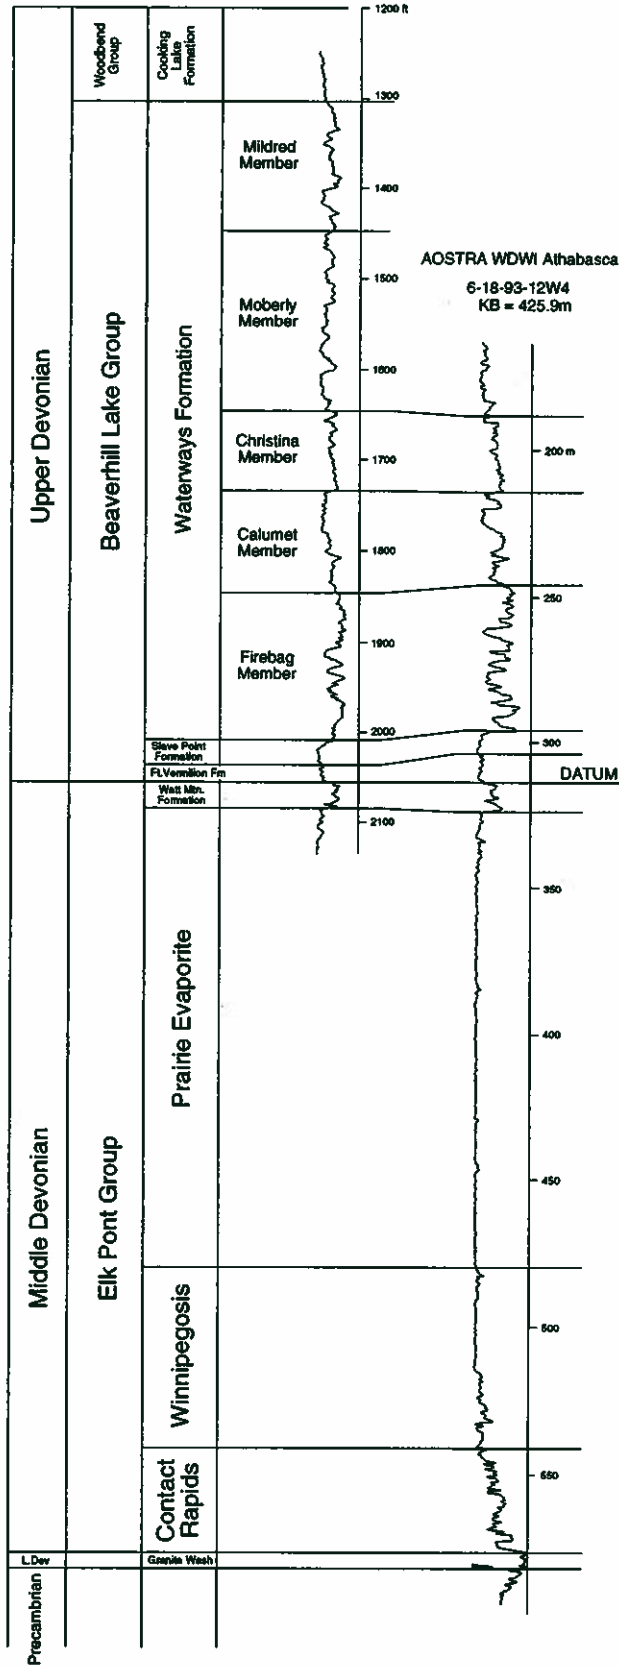 1200 ft
Woodbend
Group
Cooking
Lake
Formation
1300
Mildred
Member
1400
AOSTRA WDWI Athabasca
6-18-93-12W4
KB = 425.9m
1500
Moberly
Member
1600
Upper Devonian
Beaverhill Lake Group
Waterways Formation
Christina
Member
1700
200 m
Calumet
Member
1800
250
1900
Firebag
Member
2000
300
Slave Point
Formation
Ft.Vermilion Fm
DATUM
Watt Mtn.
Formation
2100
350
Prairie Evaporite
400
450
Middle Devonian
Elk Pont Group
Winnipegosis
500
Contact
Rapids
550
L.Dev
Granite Wash
Precambrian